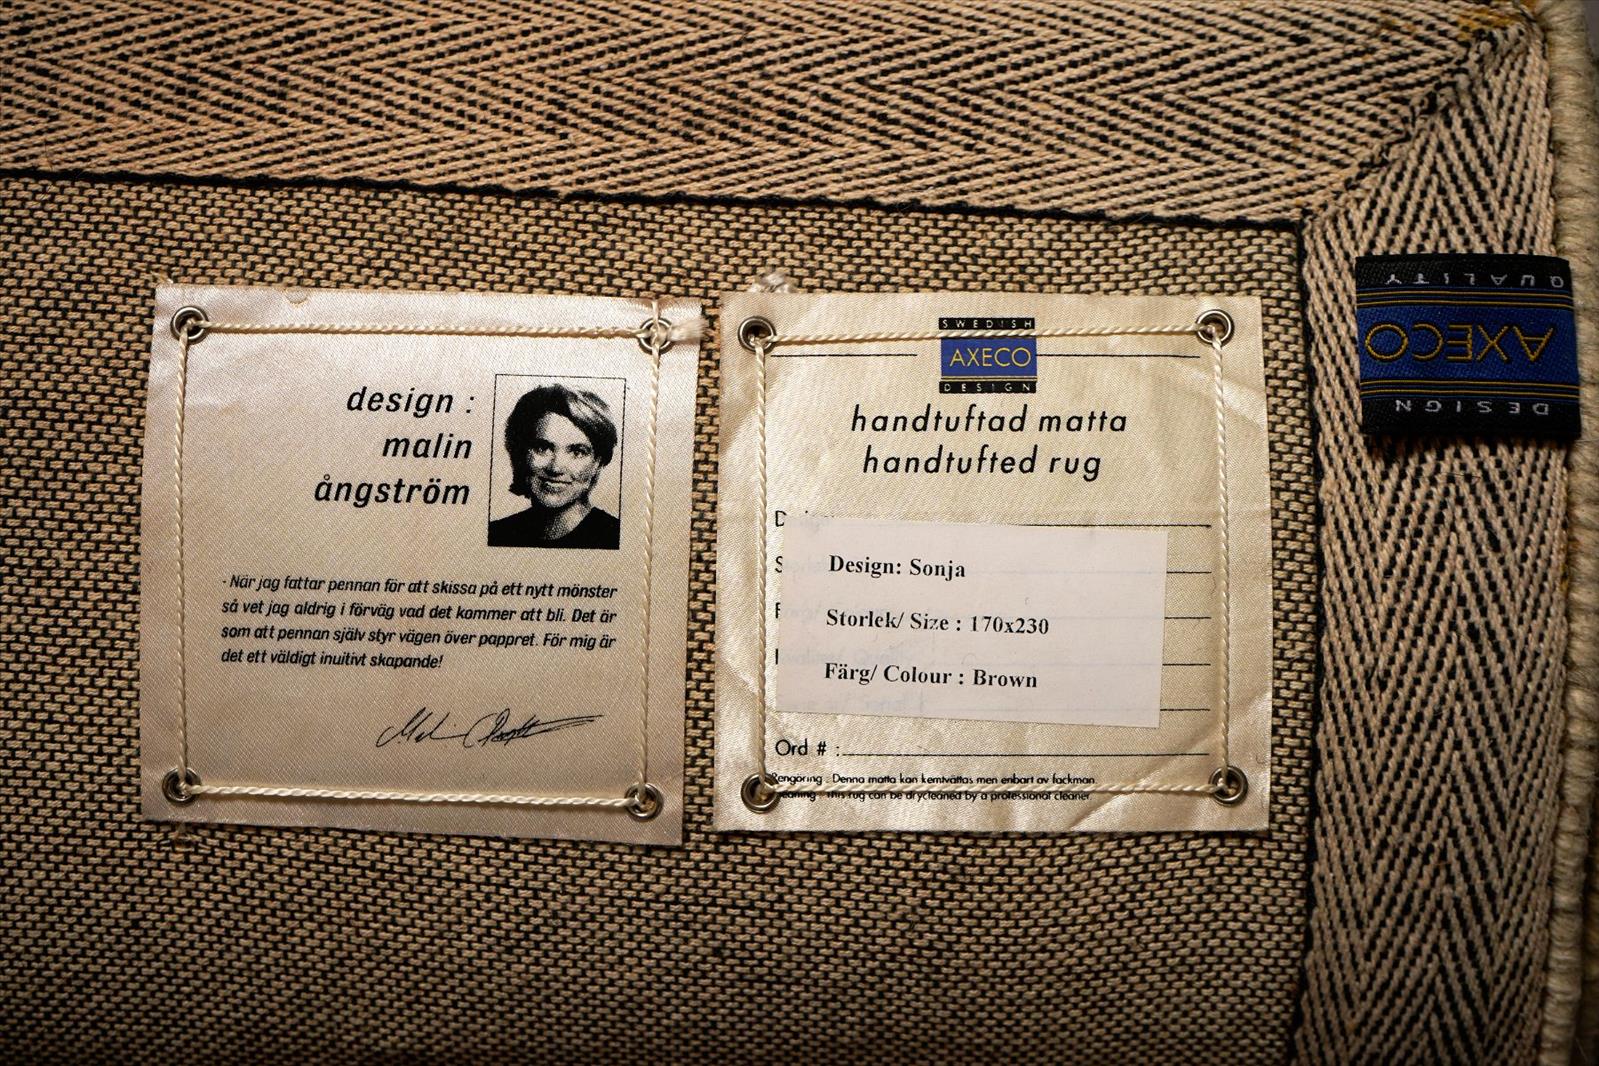 design :
malin
ångström
- När jag fattar pennan för att skissa på ett nytt mönster
så vet jag aldrig i förväg vad det kommer att bli. Det är
som att pennan själv styr vägen över pappret. För mig är
det ett väldigt inuitivt skapande!
SWEDISH
AXECO
DESIGN
handtuftad matta
handtufted rug
Design: Sonja
Storlek/ Size : 170x230
Färg/ Colour : Brown
Ord # :
Rengöring : Denna matta kan kemtvättas men enbart av fackman.
Cleaning : This rug can be drycleaned by a professional cleaner.
DESIGN
AXECO
QUALITY